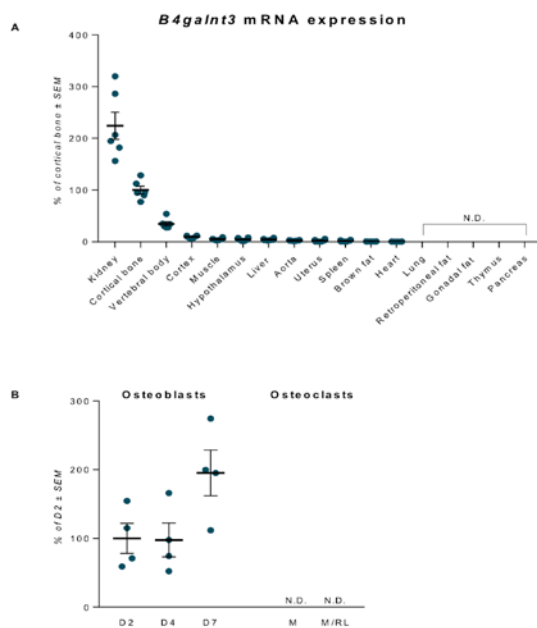 B4galnt3 mRNA expression
A
400
300
200
100
0
% of cortical bone ± SEM
N.D.
Kidney
Cortical bone
Vertebral body
Cortex
Muscle
Hypothalamus
Liver
Aorta
Uterus
Spleen
Brown fat
Heart
Lung
Retroperitoneal fat
Gonadal fat
Thymus
Pancreas
B
Osteoblasts Osteoclasts
300
200
100
0
% of D2 ± SEM
N.D. N.D.
D2 D4 D7 M M/RL